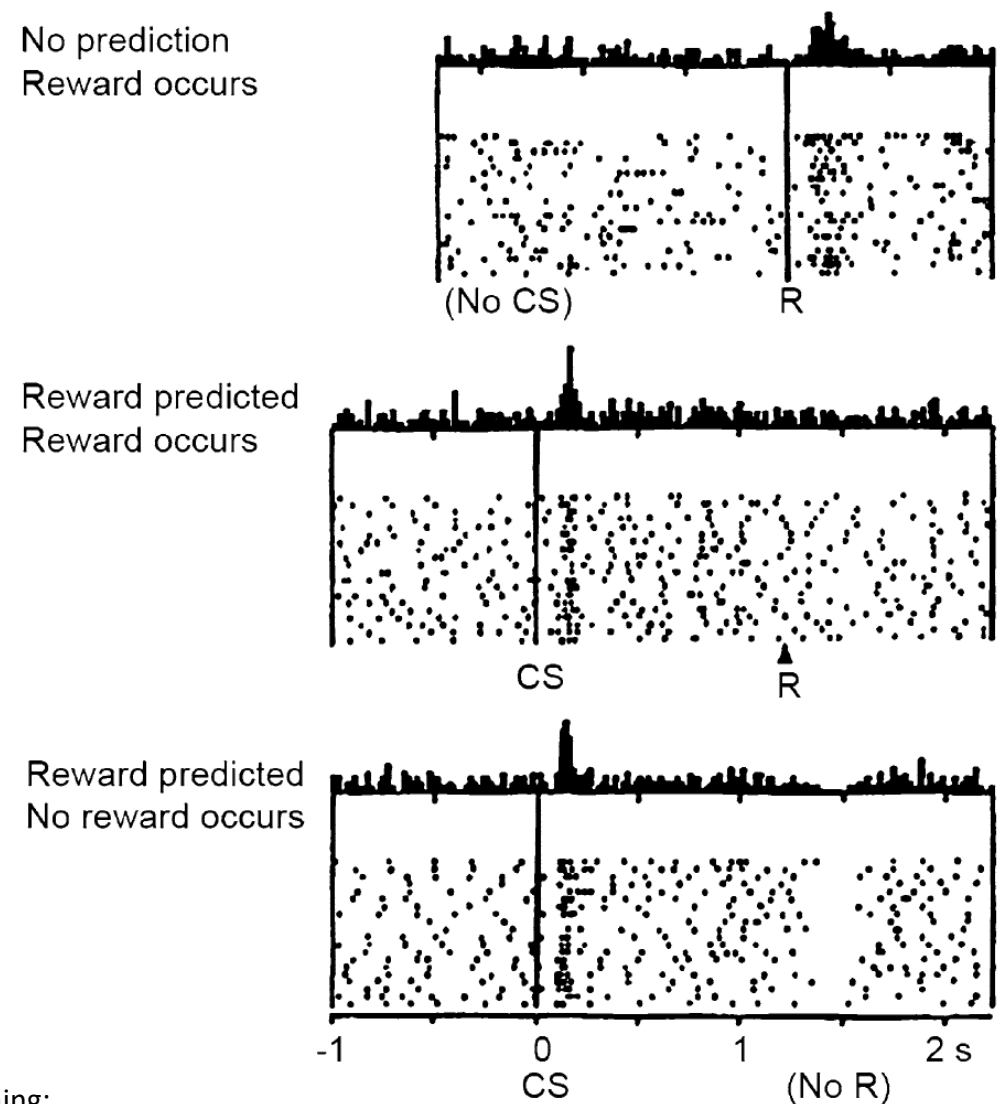 No prediction
Reward occurs
(No CS) R
Reward predicted
Reward occurs
CS
R
Reward predicted
No reward occurs
-1 0 1 2 s
CS (No R)